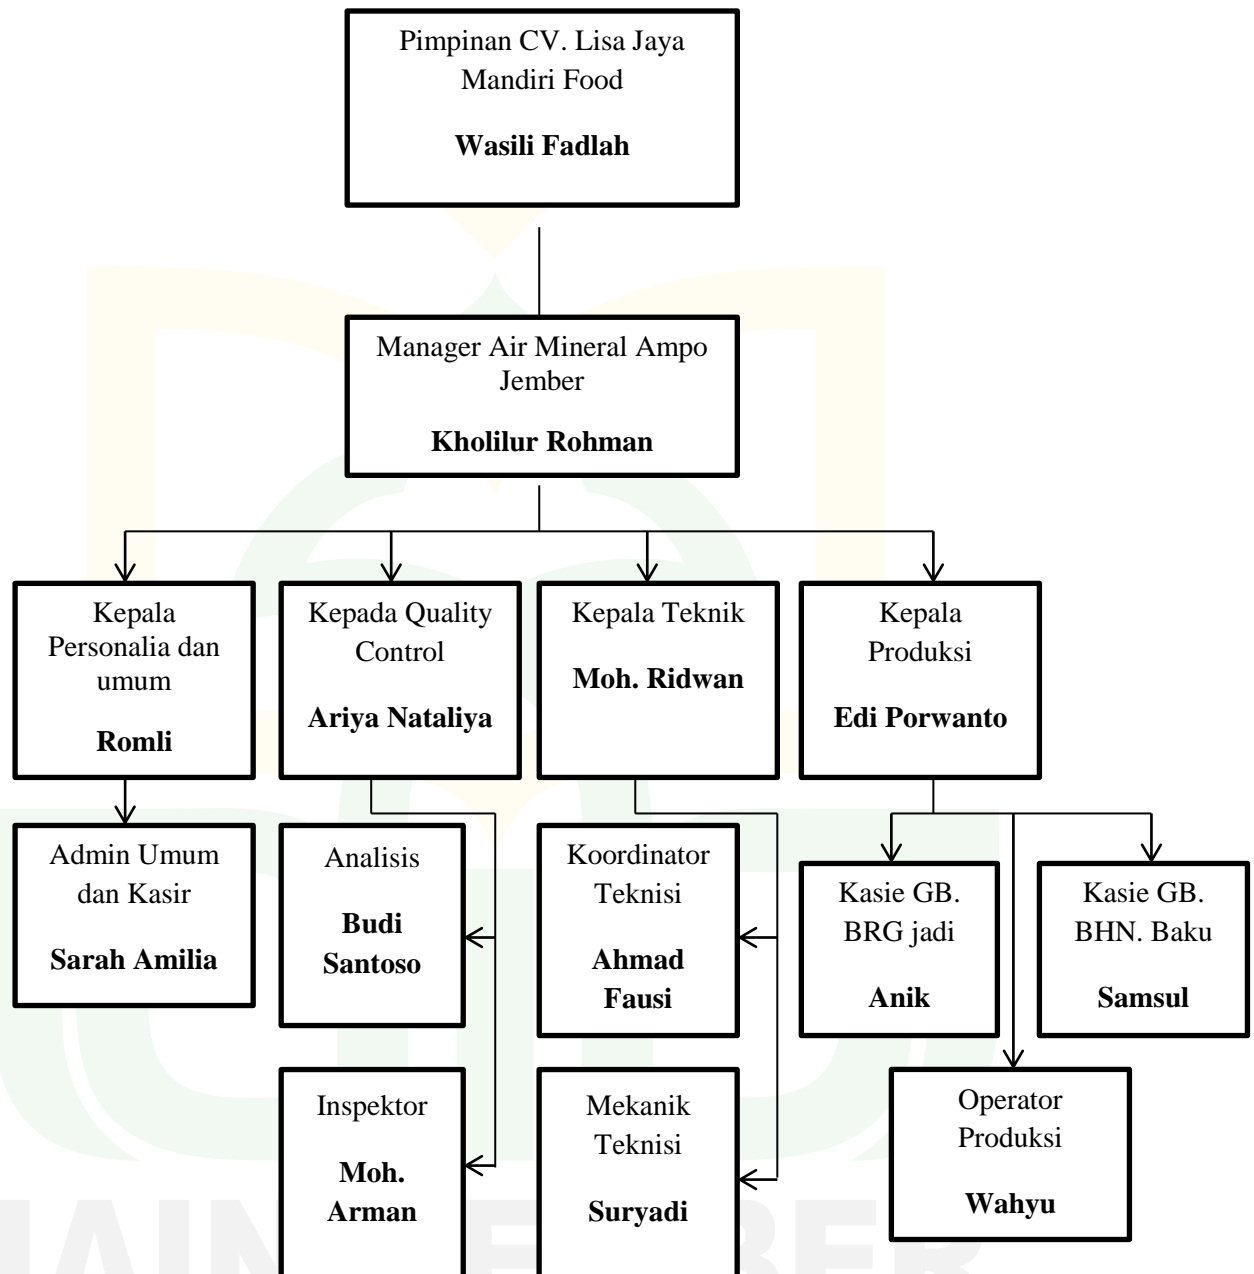 Pimpinan CV. Lisa Jaya
Mandiri Food
Wasili Fadlah
Manager Air Mineral Ampo
Jember
Kholilur Rohman
Kepala
Personalia dan
umum
Romli
Kepada Quality
Control
Ariya Nataliya
Kepala Teknik
Moh. Ridwan
Kepala
Produksi
Edi Porwanto
Admin Umum
dan Kasir
Sarah Amilia
Analisis
Budi
Santoso
Koordinator
Teknisi
Ahmad
Fausi
Kasie GB.
BRG jadi
Anik
Kasie GB.
BHN. Baku
Samsul
Inspektor
Moh.
Arman
Mekanik
Teknisi
Suryadi
Operator
Produksi
Wahyu